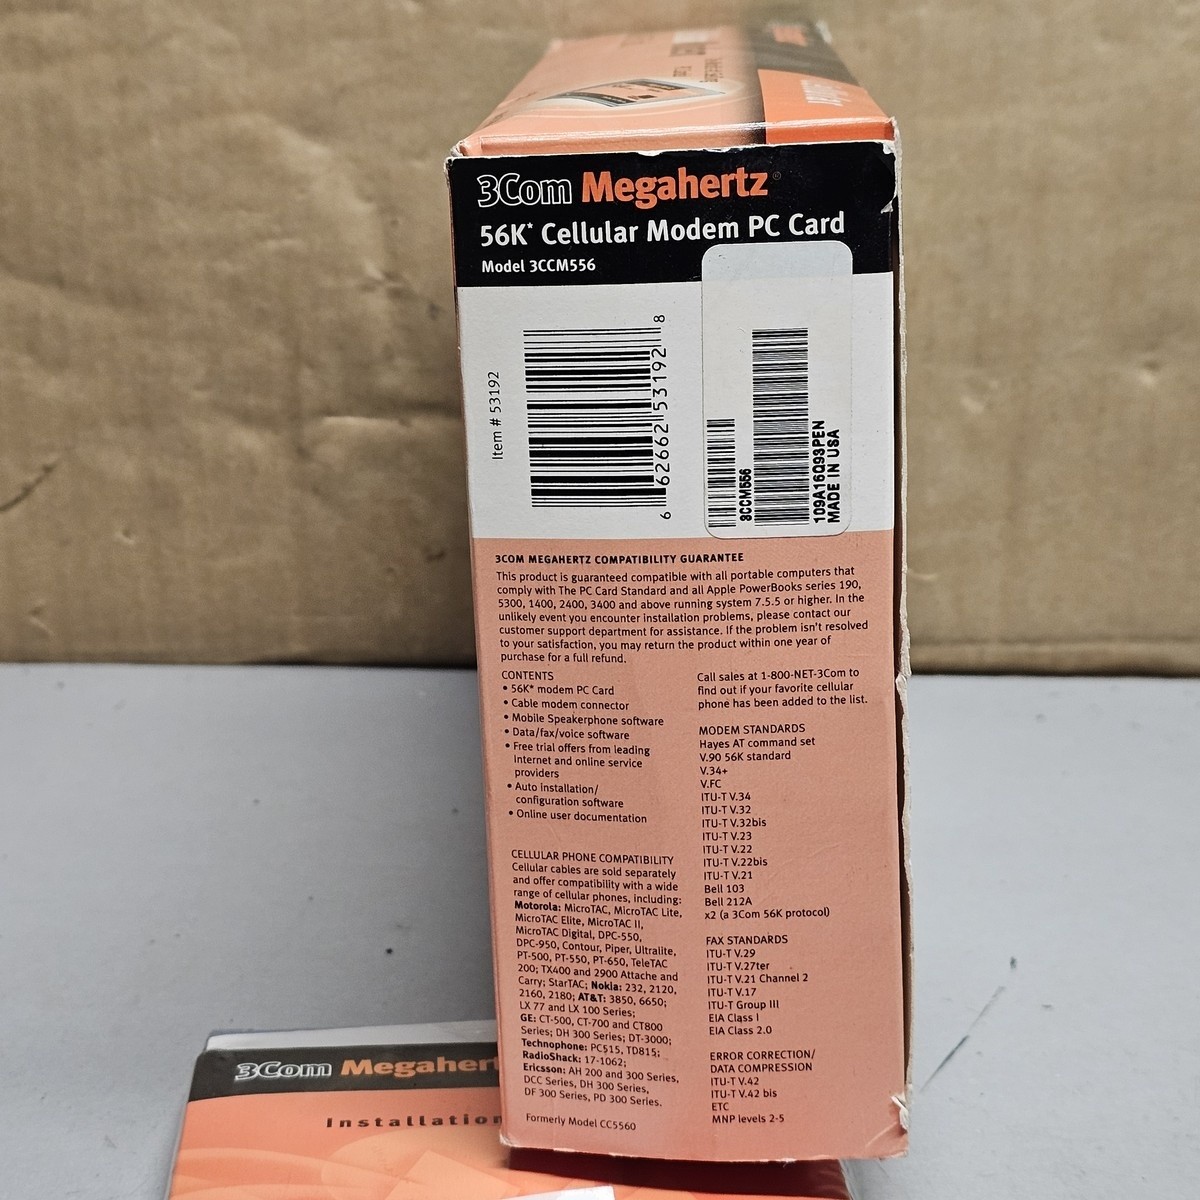 3Com Megahertz®
56K* Cellular Modem PC Card
Model 3CCM556
Item # 53192
6 62662 53192 8
3CCM556
109A16Q93PEN
MADE IN USA
3COM MEGAHERTZ COMPATIBILITY GUARANTEE
This product is guaranteed compatible with all portable computers that
comply with The PC Card Standard and all Apple PowerBooks series 190,
5300, 1400, 2400, 3400 and above running system 7.5.5 or higher. In the
unlikely event you encounter installation problems, please contact our
customer support department for assistance. If the problem isn't resolved
to your satisfaction, you may return the product within one year of
purchase for a full refund.
CONTENTS
• 56K* modem PC Card
• Cable modem connector
• Mobile Speakerphone software
• Data/fax/voice software
• Free trial offers from leading
Internet and online service
providers
• Auto installation/
configuration software
• Online user documentation
CELLULAR PHONE COMPATIBILITY
Cellular cables are sold separately
and offer compatibility with a wide
range of cellular phones, including:
Motorola: MicroTAC, MicroTAC Lite,
MicroTAC Elite, MicroTAC II,
MicroTAC Digital, DPC-550,
DPC-950, Contour, Piper, Ultralite,
PT-500, PT-550, PT-650, TeleTAC
200; TX400 and 2900 Attache and
Carry; StarTAC; Nokia: 232, 2120,
2160, 2180; AT&T: 3850, 6650;
LX 77 and LX 100 Series;
GE: CT-500, CT-700 and CT800
Series; DH 300 Series; DT-3000;
Technophone: PC515, TD815;
RadioShack: 17-1062;
Ericsson: AH 200 and 300 Series,
DCC Series, DH 300 Series,
DF 300 Series, PD 300 Series.
Formerly Model CC5560
Call sales at 1-800-NET-3Com to
find out if your favorite cellular
phone has been added to the list.
MODEM STANDARDS
Hayes AT command set
V.90 56K standard
V.34+
V.FC
ITU-T V.34
ITU-T V.32
ITU-T V.32bis
ITU-T V.23
ITU-T V.22
ITU-T V.22bis
ITU-T V.21
Bell 103
Bell 212A
x2 (a 3Com 56K protocol)
FAX STANDARDS
ITU-T V.29
ITU-T V.27ter
ITU-T V.21 Channel 2
ITU-T V.17
ITU-T Group III
EIA Class I
EIA Class 2.0
ERROR CORRECTION/
DATA COMPRESSION
ITU-T V.42
ITU-T V.42 bis
ETC
MNP levels 2-5
3Com Megahert
Installation